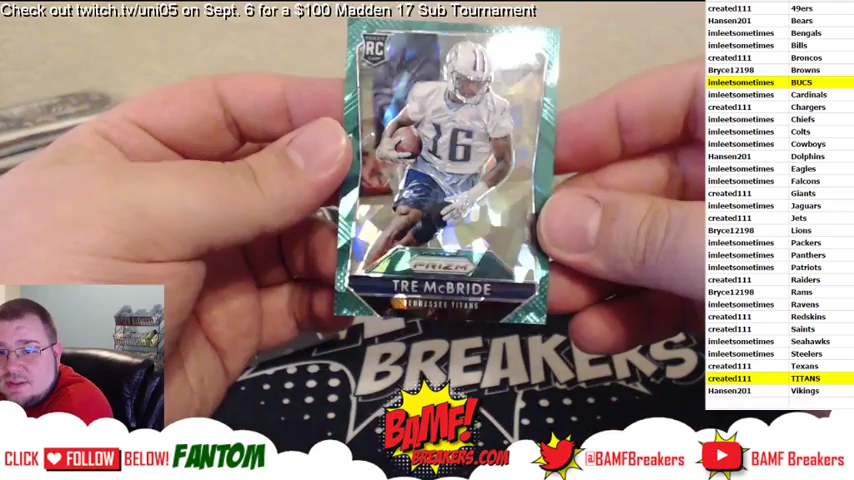 Check out twitch.tv/uni05 on Sept. 6 for a $100 Madden 17 Sub Tournament
RC
16
PRIZM
TRE McBRIDE
TENNESSEE TITANS
BREAKERS
created111 49ers
Hansen201 Bears
imleetsometimes Bengals
imleetsometimes Bills
created111 Broncos
Bryce12198 Browns
imleetsometimes BUCS
imleetsometimes Cardinals
created111 Chargers
imleetsometimes Chiefs
imleetsometimes Colts
imleetsometimes Cowboys
Hansen201 Dolphins
imleetsometimes Eagles
imleetsometimes Falcons
created111 Giants
imleetsometimes Jaguars
created111 Jets
Bryce12198 Lions
imleetsometimes Packers
imleetsometimes Panthers
imleetsometimes Patriots
created111 Raiders
Bryce12198 Rams
imleetsometimes Ravens
created111 Redskins
created111 Saints
imleetsometimes Seahawks
imleetsometimes Steelers
created111 Texans
created111 TITANS
Hansen201 Vikings
CLICK FOLLOW BELOW! FANTOM
BAMF!
BREAKERS.COM
@BAMFBreakers
BAMF Breakers